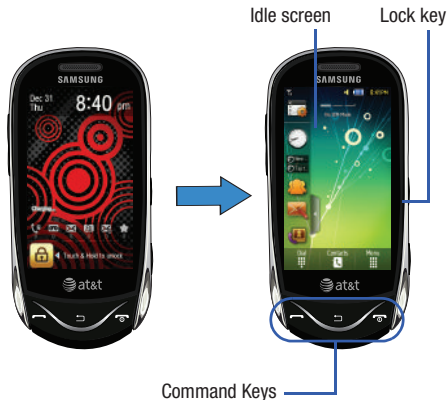 Idle screen
Lock key
SAMSUNG
Dec 31
Thu
8:40 pm
Charging...
Touch & Hold to unlock
at&t
SAMSUNG
Dial
Contacts
Menu
at&t
Command Keys